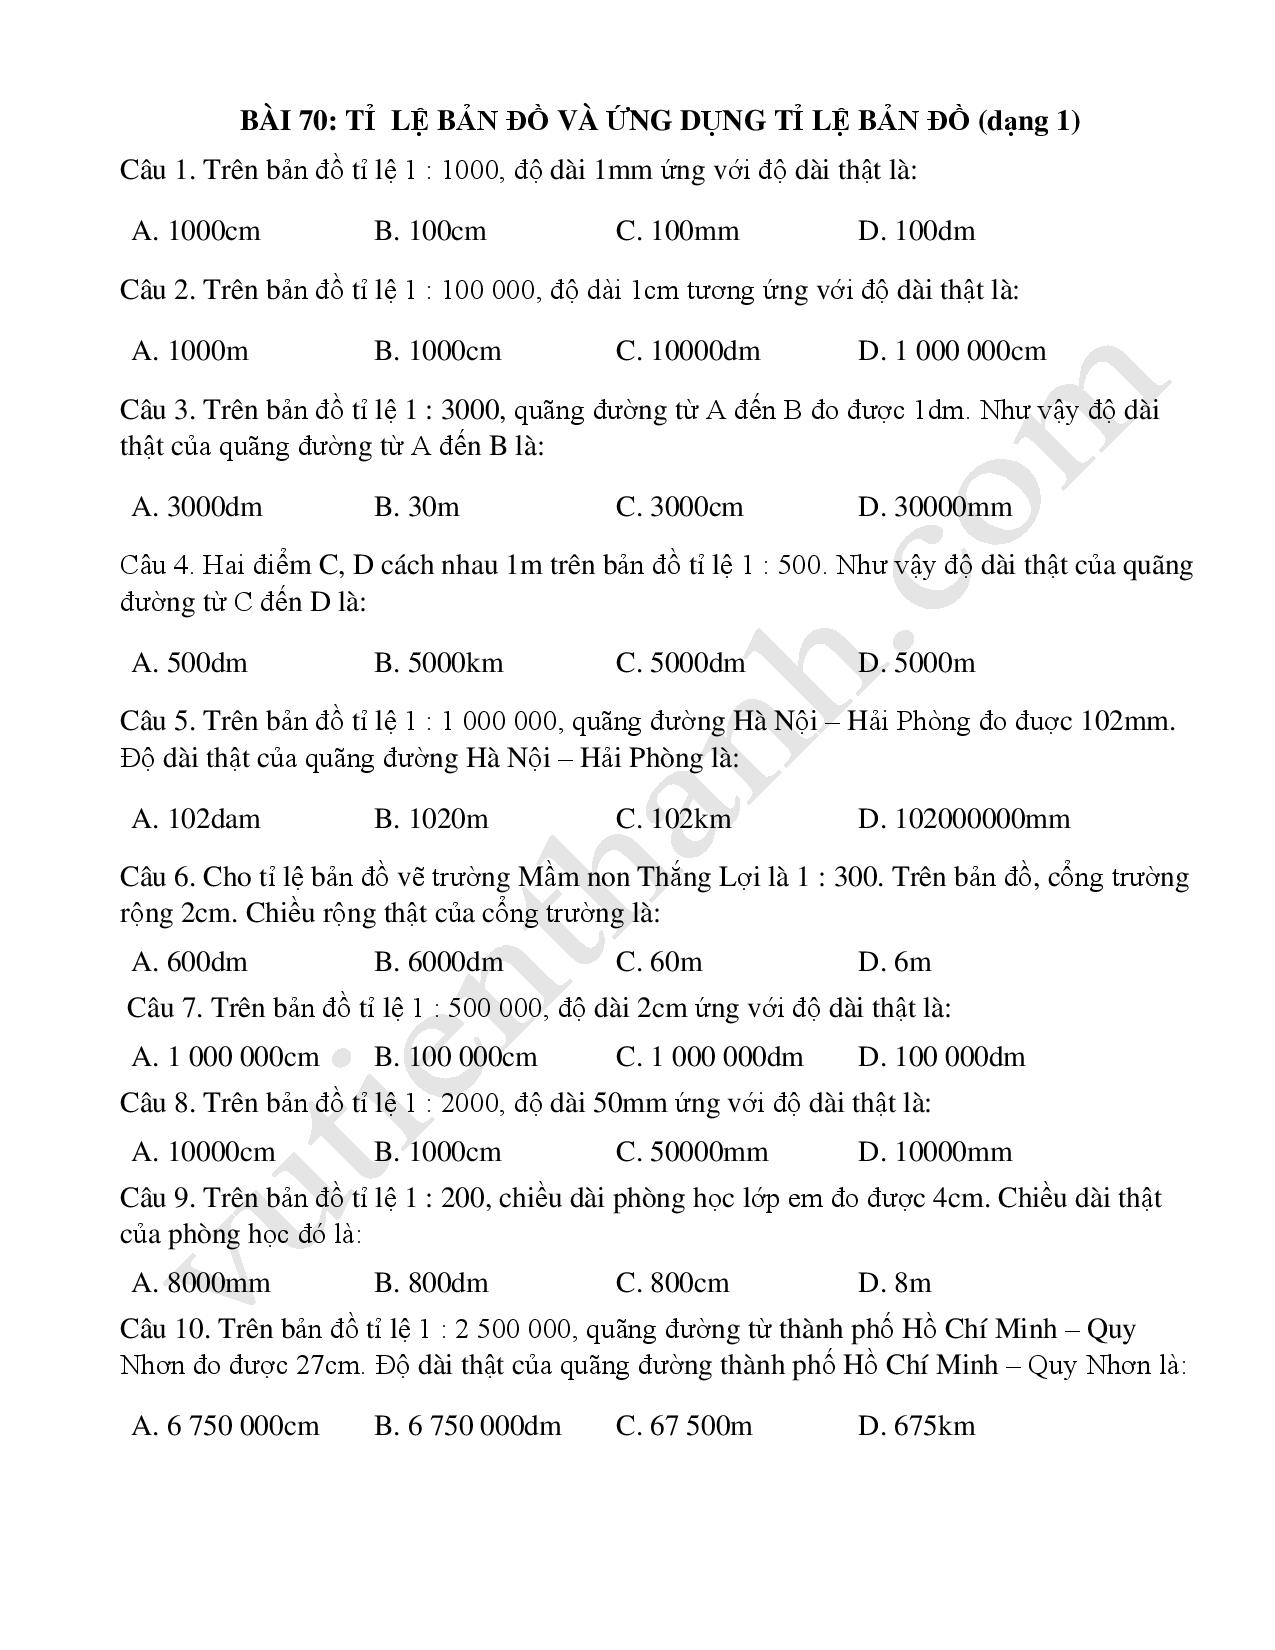 BÀI 70: TỈ LỆ BẢN ĐỒ VÀ ỨNG DỤNG TỈ LỆ BẢN ĐỒ (dạng 1)
Câu 1. Trên bản đồ tỉ lệ 1 : 1000, độ dài 1mm ứng với độ dài thật là:
A. 1000cm B. 100cm C. 100mm D. 100dm
Câu 2. Trên bản đồ tỉ lệ 1 : 100 000, độ dài 1cm tương ứng với độ dài thật là:
A. 1000m B. 1000cm C. 10000dm D. 1 000 000cm
Câu 3. Trên bản đồ tỉ lệ 1 : 3000, quãng đường từ A đến B đo được 1dm. Như vậy độ dài
thật của quãng đường từ A đến B là:
A. 3000dm B. 30m C. 3000cm D. 30000mm
Câu 4. Hai điểm C, D cách nhau 1m trên bản đồ tỉ lệ 1 : 500. Như vậy độ dài thật của quãng
đường từ C đến D là:
A. 500dm B. 5000km C. 5000dm D. 5000m
Câu 5. Trên bản đồ tỉ lệ 1 : 1 000 000, quãng đường Hà Nội – Hải Phòng đo đuợc 102mm.
Độ dài thật của quãng đường Hà Nội – Hải Phòng là:
A. 102dam B. 1020m C. 102km D. 102000000mm
Câu 6. Cho tỉ lệ bản đồ vẽ trường Mầm non Thắng Lợi là 1 : 300. Trên bản đồ, cổng trường
rộng 2cm. Chiều rộng thật của cổng trường là:
A. 600dm B. 6000dm C. 60m D. 6m
Câu 7. Trên bản đồ tỉ lệ 1 : 500 000, độ dài 2cm ứng với độ dài thật là:
A. 1 000 000cm B. 100 000cm C. 1 000 000dm D. 100 000dm
Câu 8. Trên bản đồ tỉ lệ 1 : 2000, độ dài 50mm ứng với độ dài thật là:
A. 10000cm B. 1000cm C. 50000mm D. 10000mm
Câu 9. Trên bản đồ tỉ lệ 1 : 200, chiều dài phòng học lớp em đo được 4cm. Chiều dài thật
của phòng học đó là:
A. 8000mm B. 800dm C. 800cm D. 8m
Câu 10. Trên bản đồ tỉ lệ 1 : 2 500 000, quãng đường từ thành phố Hồ Chí Minh – Quy
Nhơn đo được 27cm. Độ dài thật của quãng đường thành phố Hồ Chí Minh – Quy Nhơn là:
A. 6 750 000cm B. 6 750 000dm C. 67 500m D. 675km
vutienthanh.com